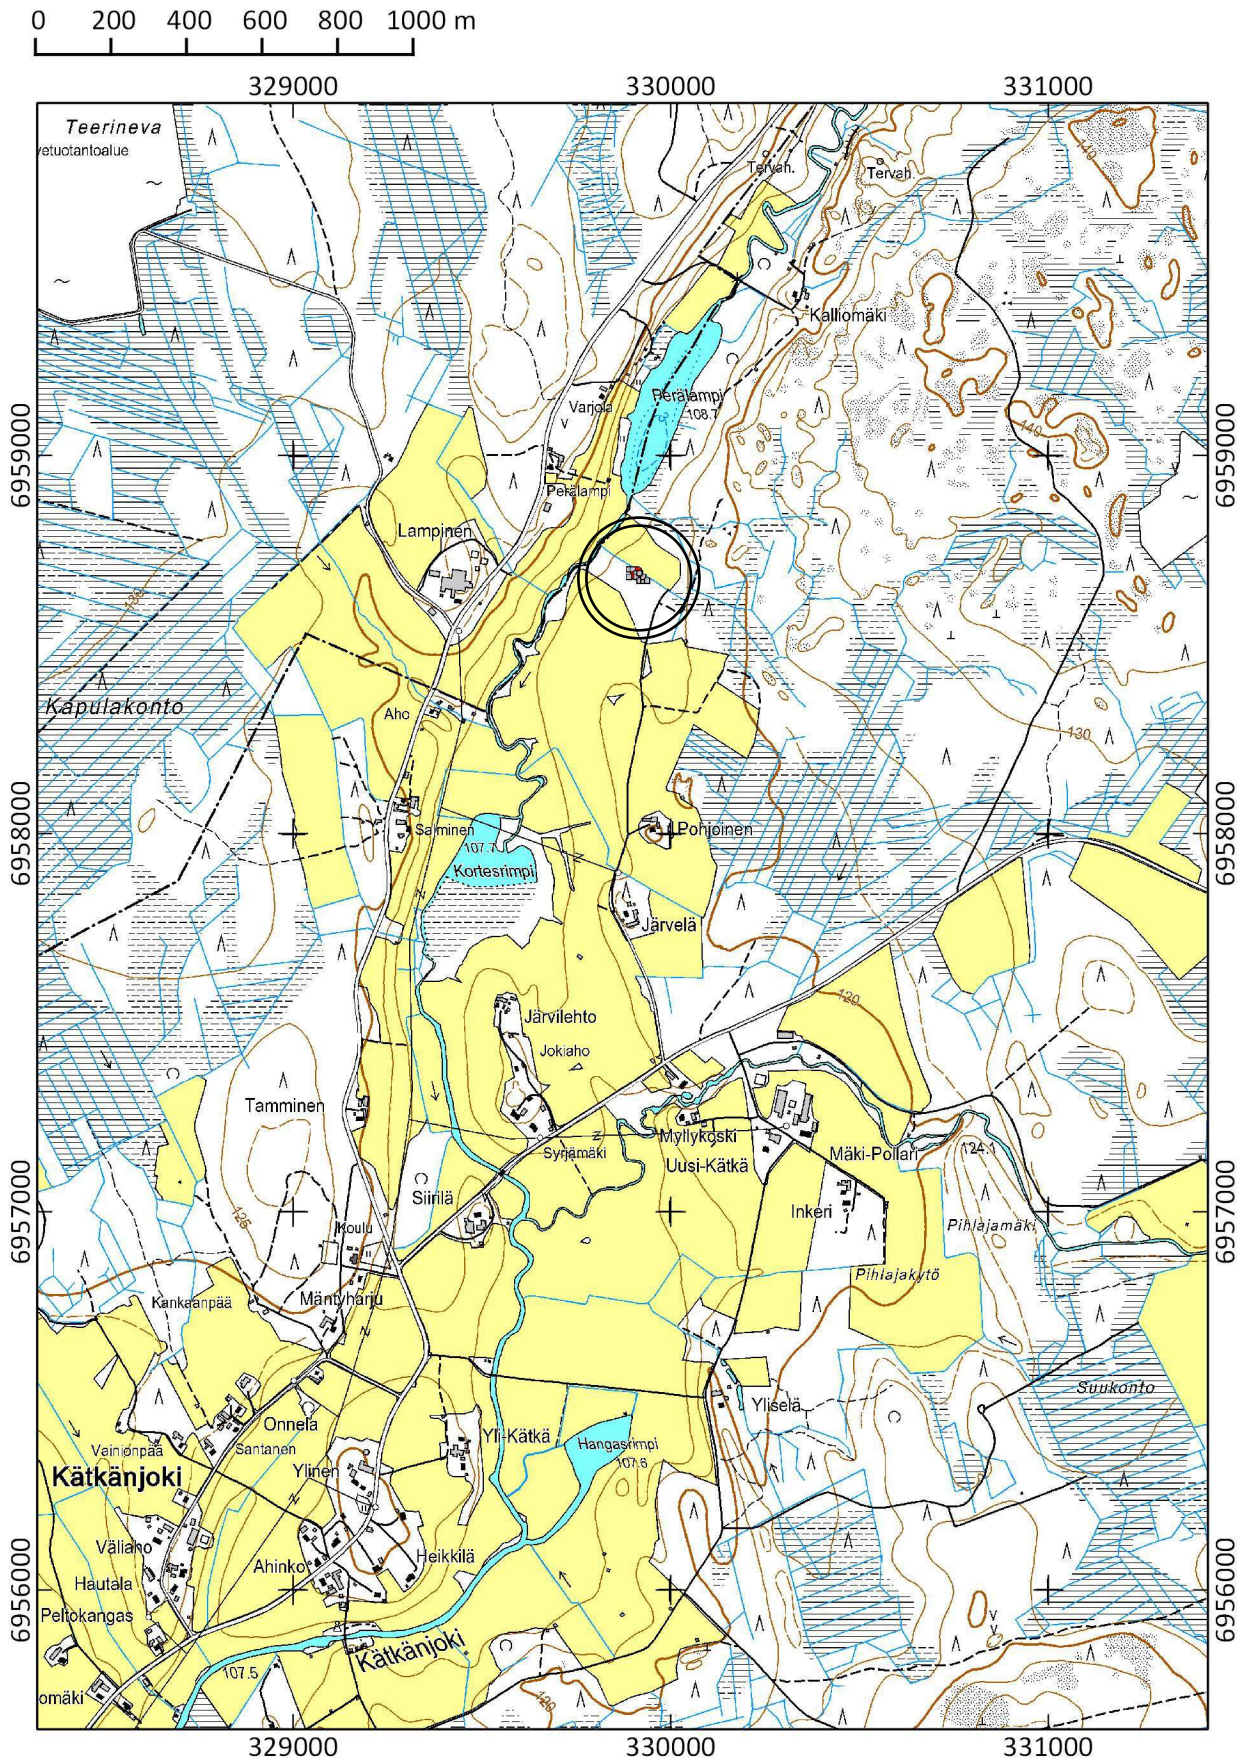 0 200 400 600 800 1000 m
329000 330000 331000
Teerineva
vetuotantoalue
Tervah.
Tervah.
140
Kalliomäki
Perälampi
108.7
Varjola
6959000
6959000
140
Perälampi
Lampinen
130
Kapulakonto
Aho
130
6958000
6958000
Salminen
Pohjoinen
107.7
Kortesrimpi
Järvelä
120
Järvilehto
Jokiaho
Tamminen
Myllykoski
Syrjämäki
Mäki-Pollari
124.1
Uusi-Kätkä
Siirilä
6957000
6957000
125
Inkeri
Koulu
Pihlajamäki
Pihlajakytö
Kankaanpää
Mäntyharju
Suukonto
Yliselä
Onnela
Vainionpää
Santanen
Yli-Kätkä
Hangasrimpi
107.6
Ylinen
Kätkänjoki
Väliaho
Ahinko
Heikkilä
Hautala
6956000
6956000
Peltokangas
Kätkänjoki
107.5
omäki
120
329000 330000 331000